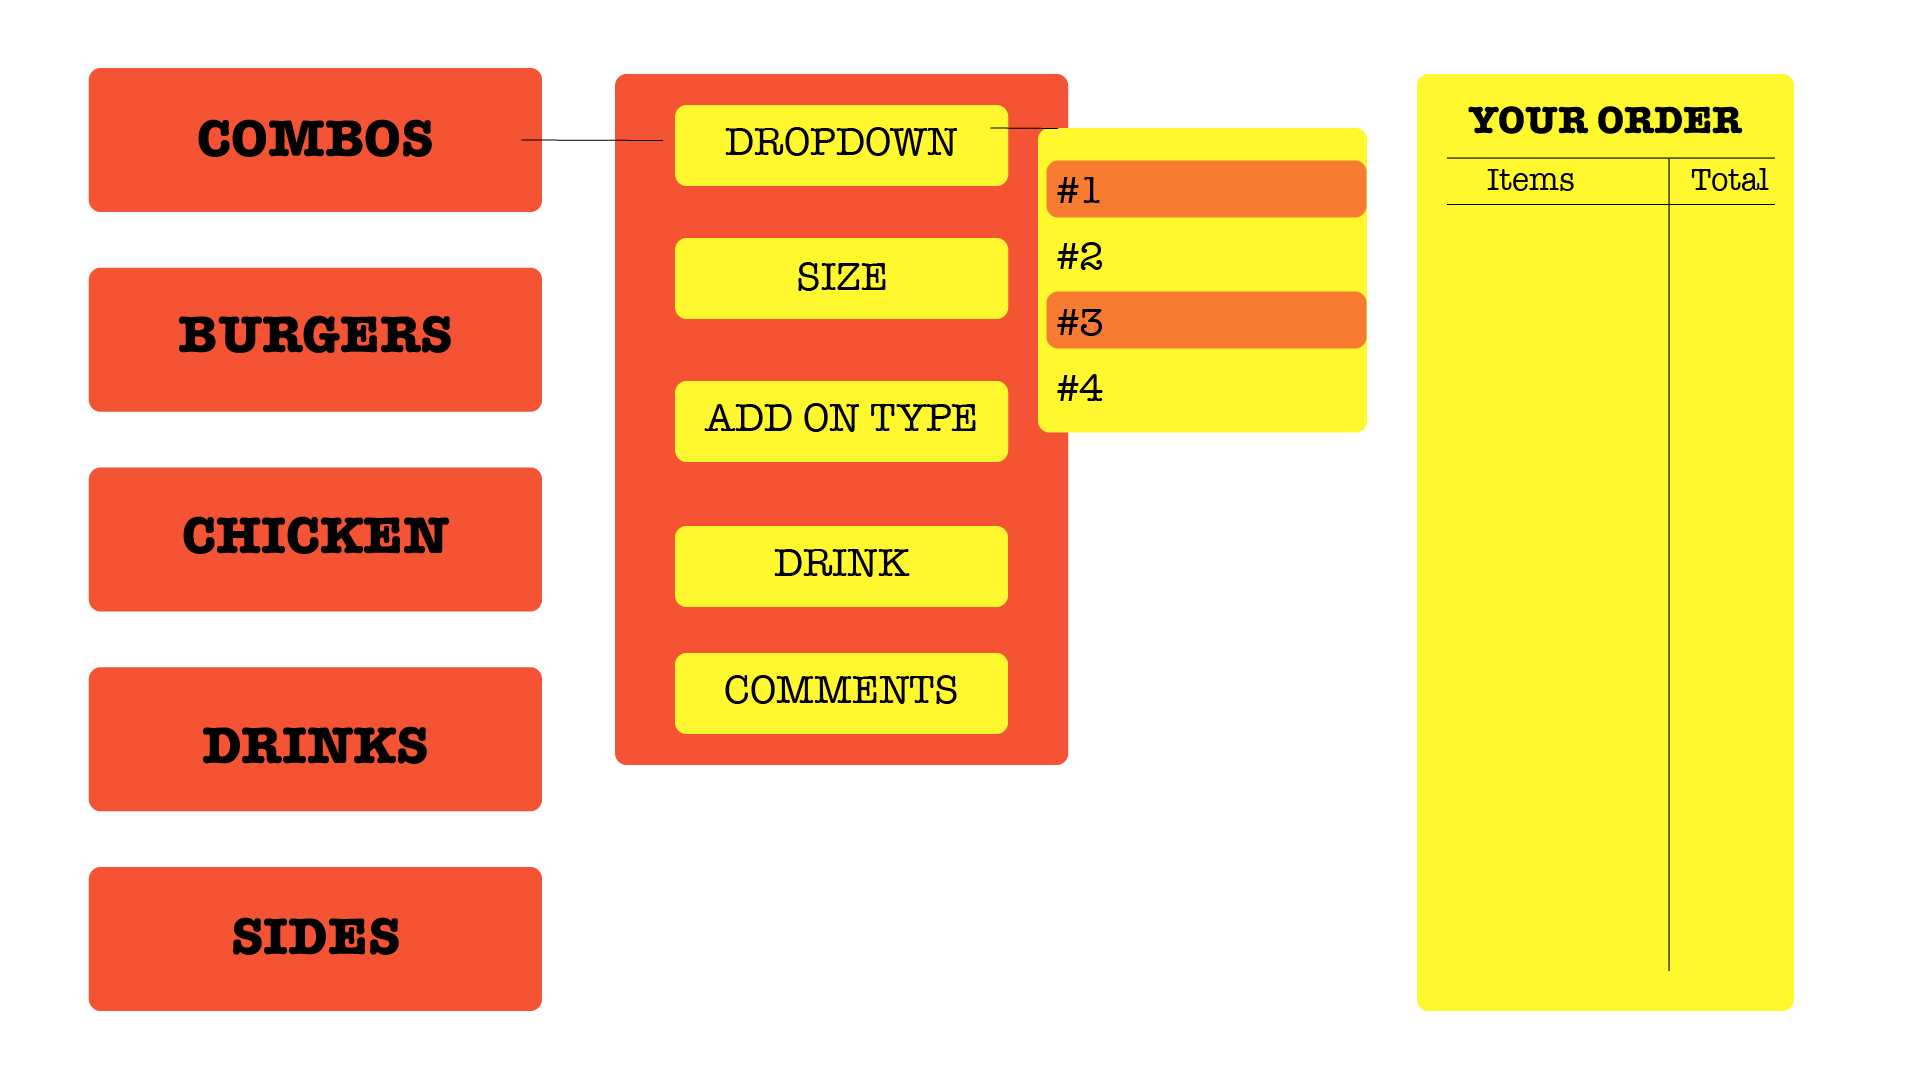 COMBOS
BURGERS
CHICKEN
DRINKS
SIDES
DROPDOWN
SIZE
ADD ON TYPE
DRINK
COMMENTS
#1
#2
#3
#4
YOUR ORDER
Items Total